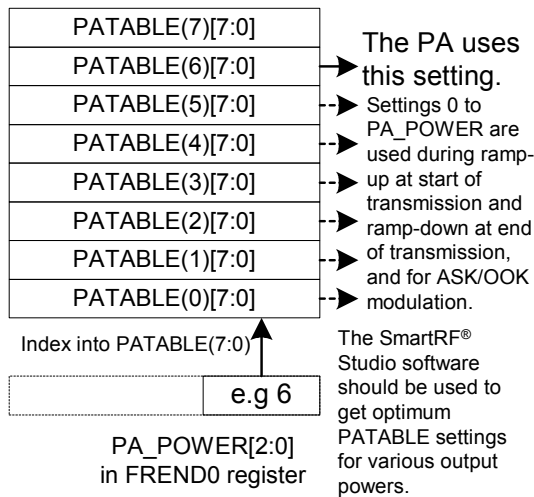 PATABLE(7)[7:0]
PATABLE(6)[7:0]
PATABLE(5)[7:0]
PATABLE(4)[7:0]
PATABLE(3)[7:0]
PATABLE(2)[7:0]
PATABLE(1)[7:0]
PATABLE(0)[7:0]
The PA uses
this setting.
Settings 0 to
PA_POWER are
used during ramp-
up at start of
transmission and
ramp-down at end
of transmission,
and for ASK/OOK
modulation.
Index into PATABLE(7:0)
e.g 6
PA_POWER[2:0]
in FREND0 register
The SmartRF®
Studio software
should be used to
get optimum
PATABLE settings
for various output
powers.